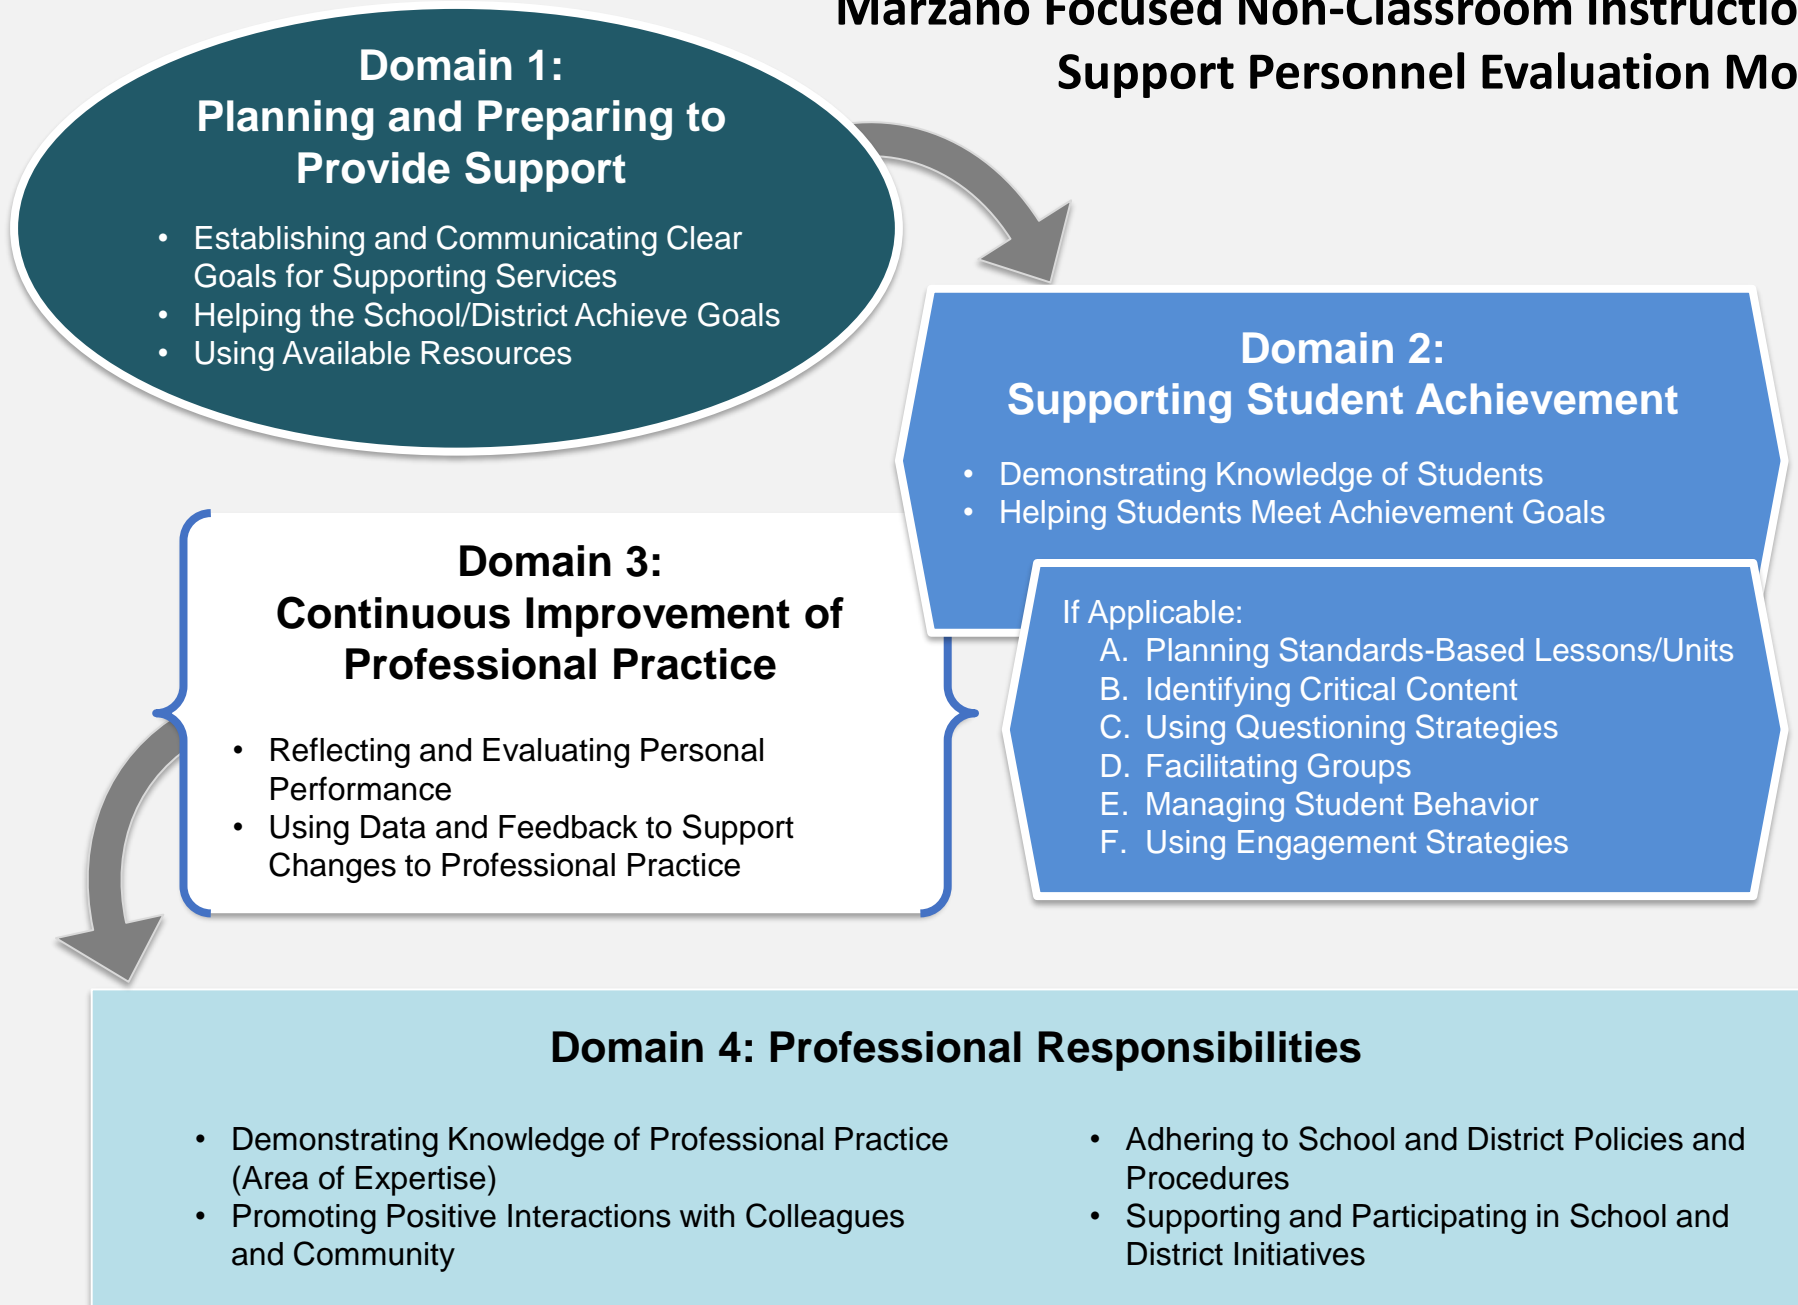 Marzano Focused Non-Classroom Instructio
Support Personnel Evaluation Mo
Domain 1:
Planning and Preparing to
Provide Support
• Establishing and Communicating Clear
Goals for Supporting Services
• Helping the School/District Achieve Goals
• Using Available Resources
Domain 2:
Supporting Student Achievement
• Demonstrating Knowledge of Students
• Helping Students Meet Achievement Goals
If Applicable:
A. Planning Standards-Based Lessons/Units
B. Identifying Critical Content
C. Using Questioning Strategies
D. Facilitating Groups
E. Managing Student Behavior
F. Using Engagement Strategies
Domain 3:
Continuous Improvement of
Professional Practice
• Reflecting and Evaluating Personal
Performance
• Using Data and Feedback to Support
Changes to Professional Practice
Domain 4: Professional Responsibilities
• Demonstrating Knowledge of Professional Practice
(Area of Expertise)
• Promoting Positive Interactions with Colleagues
and Community
• Adhering to School and District Policies and
Procedures
• Supporting and Participating in School and
District Initiatives